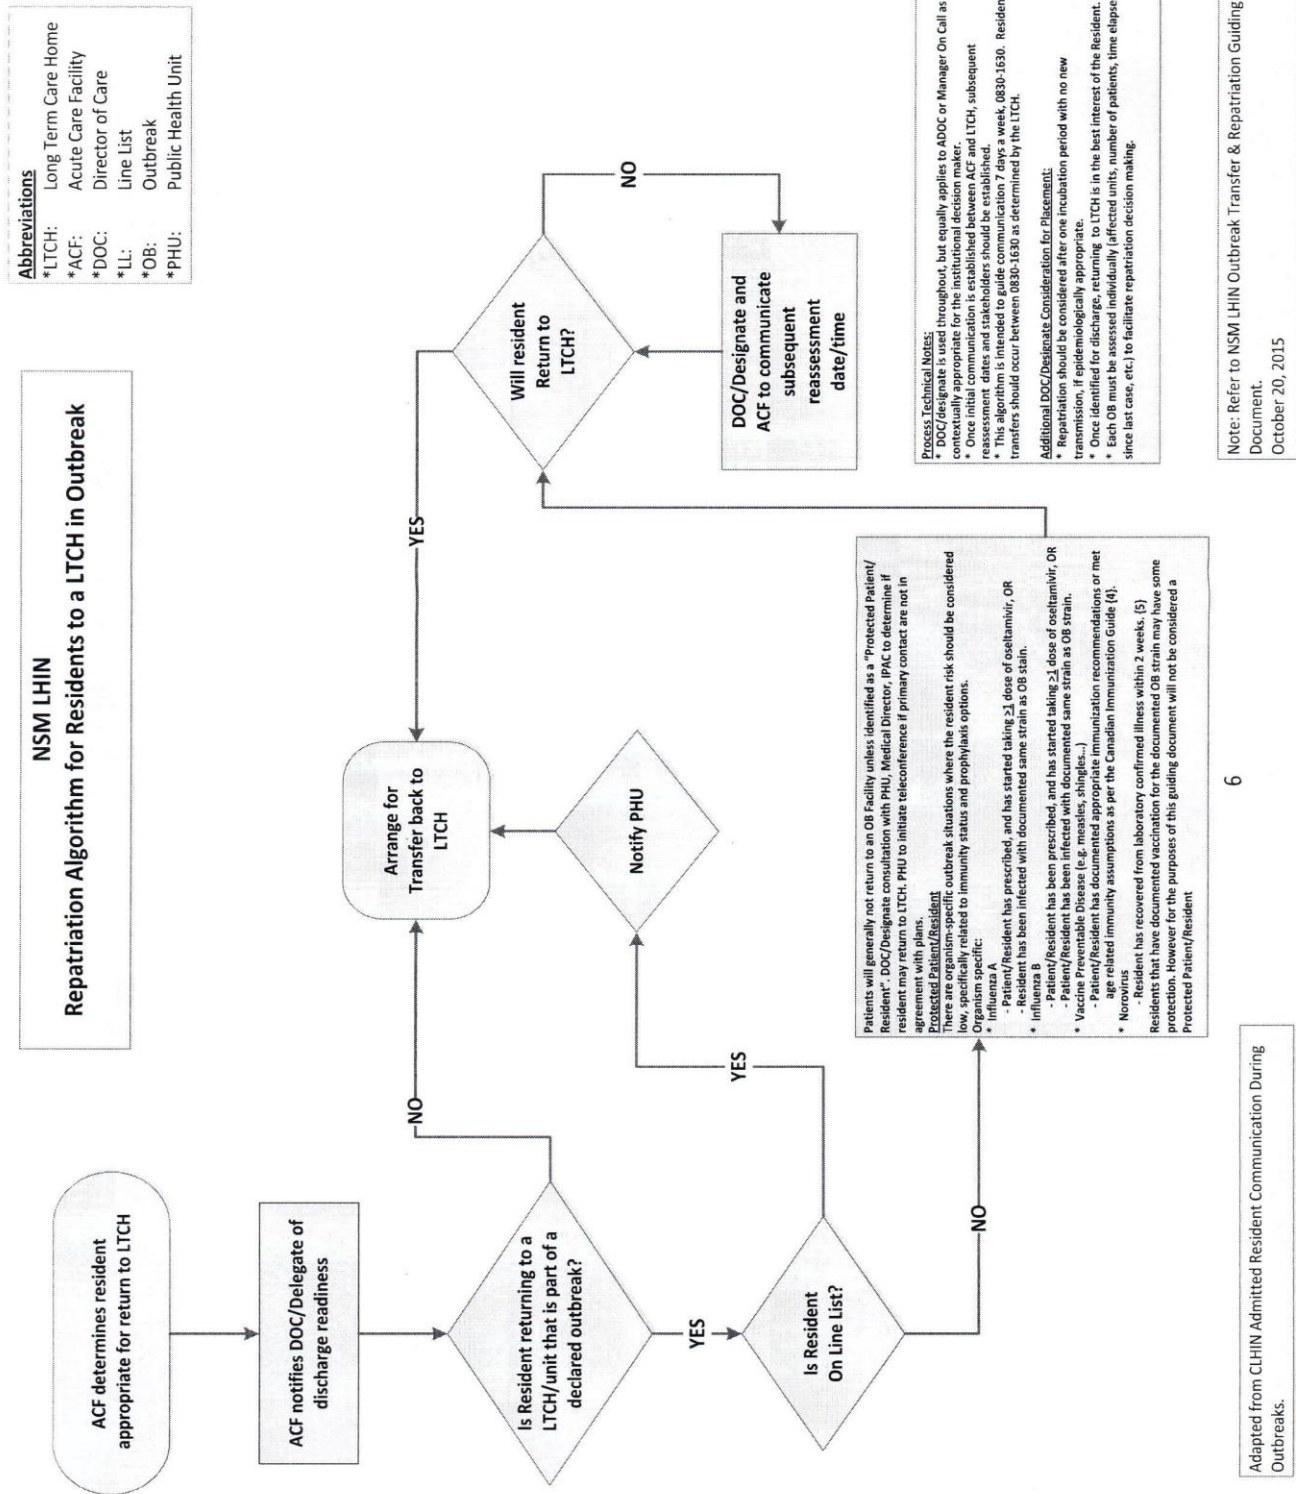 NSM LHIN
Repatriation Algorithm for Residents to a LTCH in Outbreak
Abbreviations
*LTCH: Long Term Care Home
*ACF: Acute Care Facility
*DOC: Director of Care
*LL: Line List
*OB: Outbreak
*PHU: Public Health Unit
ACF determines resident
appropriate for return to LTCH
ACF notifies DOC/Delegate of
discharge readiness
Is Resident returning to a
LTCH/unit that is part of a
declared outbreak?
NO
YES
Is Resident
On Line List?
YES
NO
Notify PHU
Arrange for
Transfer back to
LTCH
YES
Will resident
Return to
LTCH?
NO
DOC/Designate and
ACF to communicate
subsequent
reassessment
date/time
Patients will generally not return to an OB Facility unless identified as a "Protected Patient/
Resident". DOC/Designate consultation with PHU, Medical Director, IPAC to determine if
resident may return to LTCH. PHU to initiate teleconference if primary contact are not in
agreement with plans.
Protected Patient/Resident
There are organism-specific outbreak situations where the resident risk should be considered
low, specifically related to immunity status and prophylaxis options.
Organism specific:
* Influenza A
- Patient/Resident has prescribed, and has started taking ≥1 dose of oseltamivir, OR
- Resident has been infected with documented same strain as OB stain.
* Influenza B
- Patient/Resident has been prescribed, and has started taking ≥1 dose of oseltamivir, OR
- Patient/Resident has been infected with documented same strain as OB strain.
* Vaccine Preventable Disease (e.g. measles, shingles...)
- Patient/Resident has documented appropriate immunization recommendations or met
age related immunity assumptions as per the Canadian Immunization Guide {4}.
* Norovirus
- Resident has recovered from laboratory confirmed illness within 2 weeks. {5}
Residents that have documented vaccination for the documented OB strain may have some
protection. However for the purposes of this guiding document will not be considered a
Protected Patient/Resident
Process Technical Notes:
* DOC/designate is used throughout, but equally applies to ADOC or Manager On Call as
contextually appropriate for the institutional decision maker.
* Once initial communication is established between ACF and LTCH, subsequent
reassessment dates and stakeholders should be established.
* This algorithm is intended to guide communication 7 days a week, 0830-1630. Residen
transfers should occur between 0830-1630 as determined by the LTCH.
Additional DOC/Designate Consideration for Placement:
* Repatriation should be considered after one incubation period with no new
transmission, if epidemiologically appropriate.
* Once identified for discharge, returning to LTCH is in the best interest of the Resident.
* Each OB must be assessed individually (affected units, number of patients, time elapse
since last case, etc.) to facilitate repatriation decision making.
Adapted from CLHIN Admitted Resident Communication During
Outbreaks.
6
Note: Refer to NSM LHIN Outbreak Transfer & Repatriation Guiding
Document.
October 20, 2015